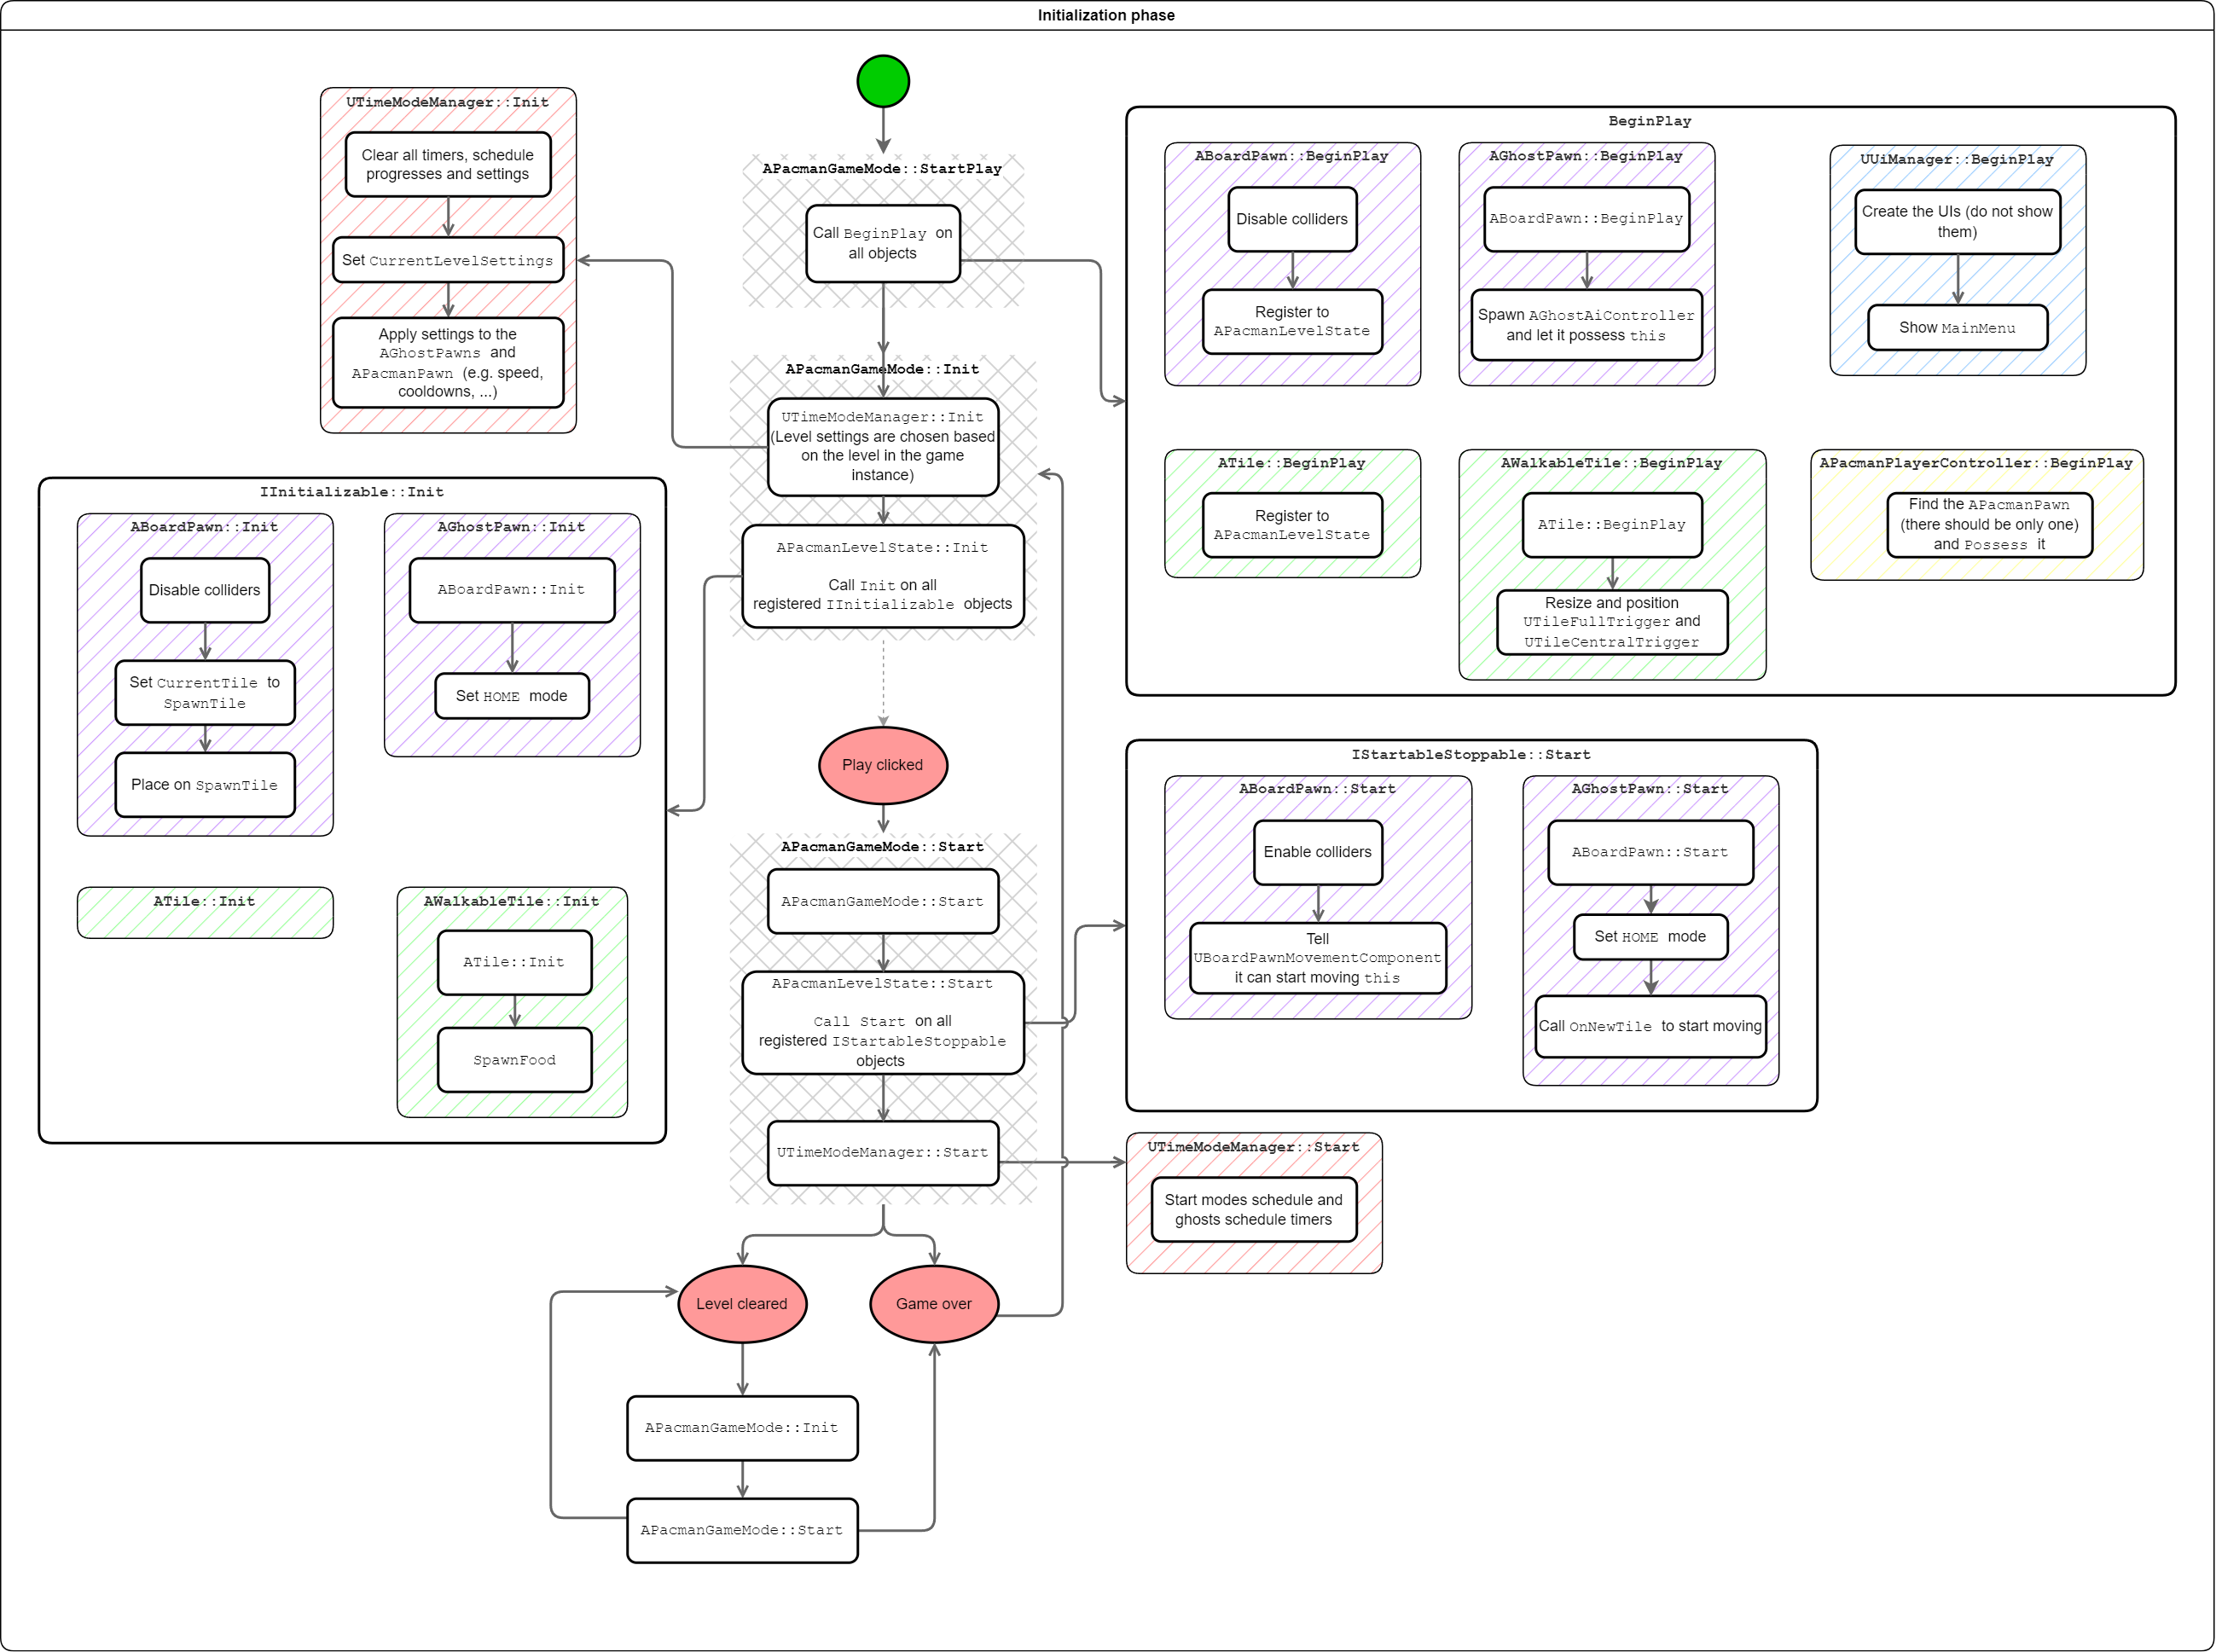 Initialization phase
UTimeModeManager::Init
Clear all timers, schedule
progresses and settings
Set CurrentLevelSettings
Apply settings to the
AGhostPawns and
APacmanPawn (e.g. speed,
cooldowns, ...)
APacmanGameMode::StartPlay
Call BeginPlay on
all objects
APacmanGameMode::Init
UTimeModeManager::Init
(Level settings are chosen based
on the level in the game
instance)
APacmanLevelState::Init
Call Init on all
registered IInitializable objects
BeginPlay
ABoardPawn::BeginPlay
Disable colliders
Register to
APacmanLevelState
AGhostPawn::BeginPlay
ABoardPawn::BeginPlay
Spawn AGhostAiController
and let it possess this
UUiManager::BeginPlay
Create the UIs (do not show
them)
Show MainMenu
ATile::BeginPlay
Register to
APacmanLevelState
AWalkableTile::BeginPlay
ATile::BeginPlay
Resize and position
UTileFullTrigger and
UTileCentralTrigger
APacmanPlayerController::BeginPlay
Find the APacmanPawn
(there should be only one)
and Possess it
IInitializable::Init
ABoardPawn::Init
Disable colliders
Set CurrentTile to
SpawnTile
Place on SpawnTile
AGhostPawn::Init
ABoardPawn::Init
Set HOME mode
ATile::Init
AWalkableTile::Init
ATile::Init
SpawnFood
Play clicked
APacmanGameMode::Start
APacmanGameMode::Start
APacmanLevelState::Start
Call Start on all
registered IStartableStoppable
objects
UTimeModeManager::Start
IStartableStoppable::Start
ABoardPawn::Start
Enable colliders
Tell
UBoardPawnMovementComponent
it can start moving this
AGhostPawn::Start
ABoardPawn::Start
Set HOME mode
Call OnNewTile to start moving
UTimeModeManager::Start
Start modes schedule and
ghosts schedule timers
Level cleared
Game over
APacmanGameMode::Init
APacmanGameMode::Start